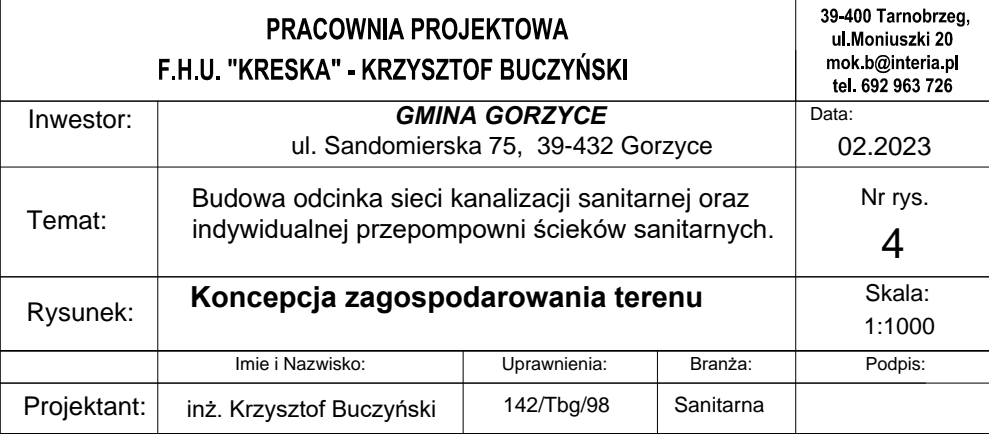 PRACOWNIA PROJEKTOWA
F.H.U. "KRESKA" - KRZYSZTOF BUCZYŃSKI
39-400 Tarnobrzeg,
ul.Moniuszki 20
mok.b@interia.pl
tel. 692 963 726
Inwestor:
GMINA GORZYCE
ul. Sandomierska 75, 39-432 Gorzyce
Data:
02.2023
Temat:
Budowa odcinka sieci kanalizacji sanitarnej oraz
indywidualnej przepompowni ścieków sanitarnych.
Nr rys.
4
Rysunek:
Koncepcja zagospodarowania terenu
Skala:
1:1000
Imie i Nazwisko:
Uprawnienia:
Branża:
Podpis:
Projektant:
inż. Krzysztof Buczyński
142/Tbg/98
Sanitarna